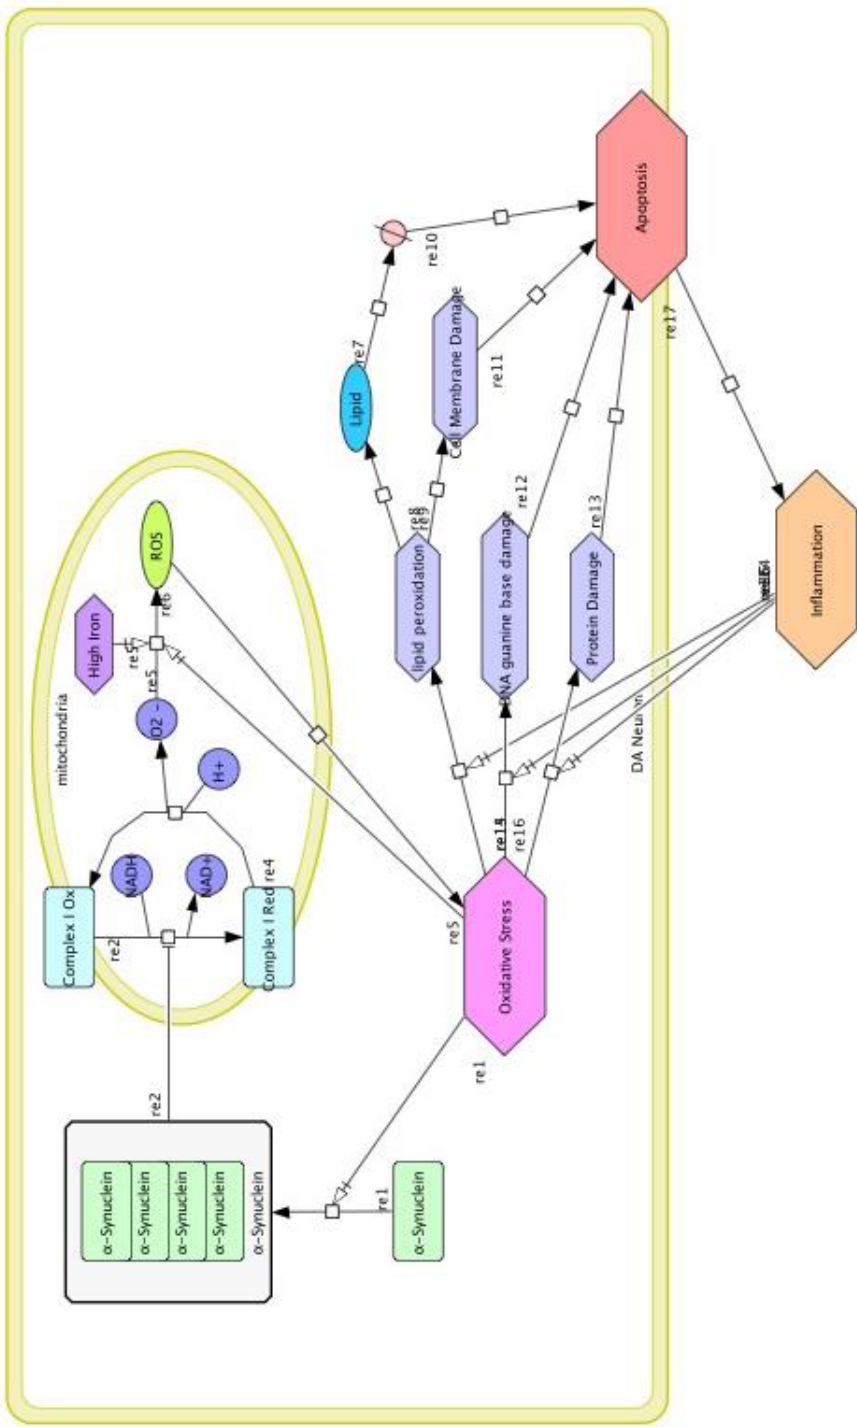 mitochondria
Complex I Ox
High Iron
α-Synuclein
re2
NADH
re5
α-Synuclein
re2
O2 -
re5
ROS
re6
α-Synuclein
NAD+
H+
α-Synuclein
α-Synuclein
Complex I Red
re4
Lipid
re7
re1
α-Synuclein
re8
re9
lipid peroxidation
re10
re5
Cell Membrane Damage
re1
re11
Oxidative Stress
re16
DNA guanine base damage
re12
Protein Damage
re13
DA Neuron
Apoptosis
re17
Inflammation